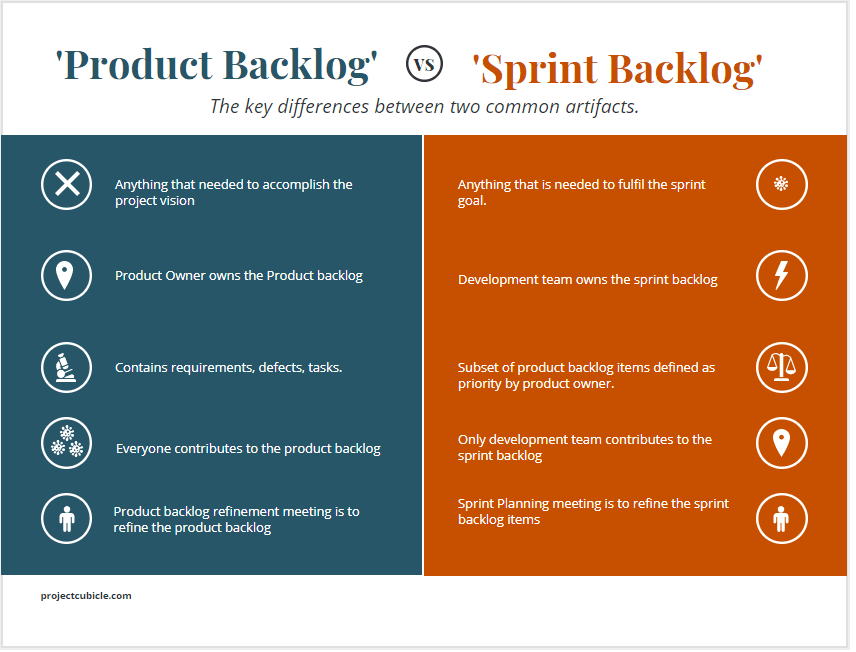 'Product Backlog' VS 'Sprint Backlog'
The key differences between two common artifacts.
Anything that needed to accomplish the
project vision
Product Owner owns the Product backlog
Contains requirements, defects, tasks.
Everyone contributes to the product backlog
Product backlog refinement meeting is to
refine the product backlog
Anything that is needed to fulfil the sprint
goal.
Development team owns the sprint backlog
Subset of product backlog items defined as
priority by product owner.
Only development team contributes to the
sprint backlog
Sprint Planning meeting is to refine the sprint
backlog items
projectcubicle.com